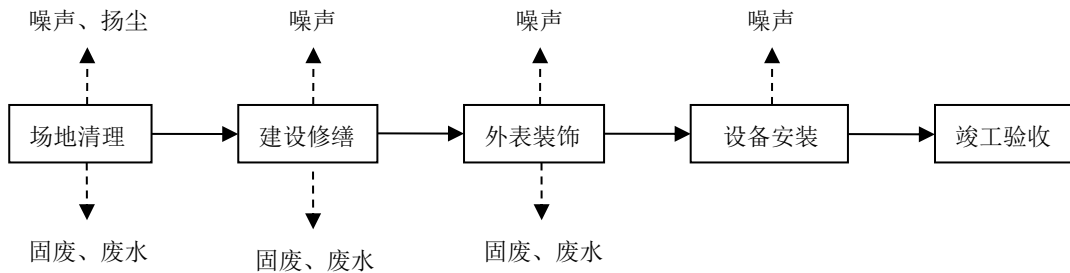 噪声、扬尘
噪声
噪声
噪声
场地清理
建设修缮
外表装饰
设备安装
竣工验收
固废、废水
固废、废水
固废、废水